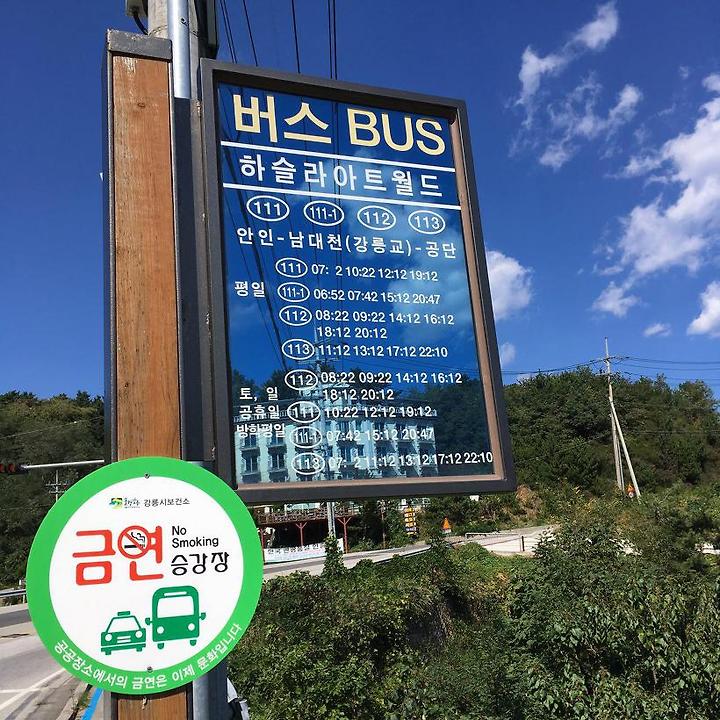 버스 BUS
하슬라아트월드
111 111-1 112 113
안인-남대천(강릉교)-공단
111 07: 2 10:22 12:12 19:12
평일 111-1 06:52 07:42 15:12 20:47
112 08:22 09:22 14:12 16:12
18:12 20:12
113 11:12 13:12 17:12 22:10
112 08:22 09:22 14:12 16:12
토, 일 18:12 20:12
공휴일 111 10:22 12:12 19:12
방학평일 111-1 07:42 15:12 20:47
113 07: 2 11:12 13:12 17:12 22:10
강릉시보건소
금연 No
Smoking
승강장
공공장소에서의 금연은 이제 문화입니다